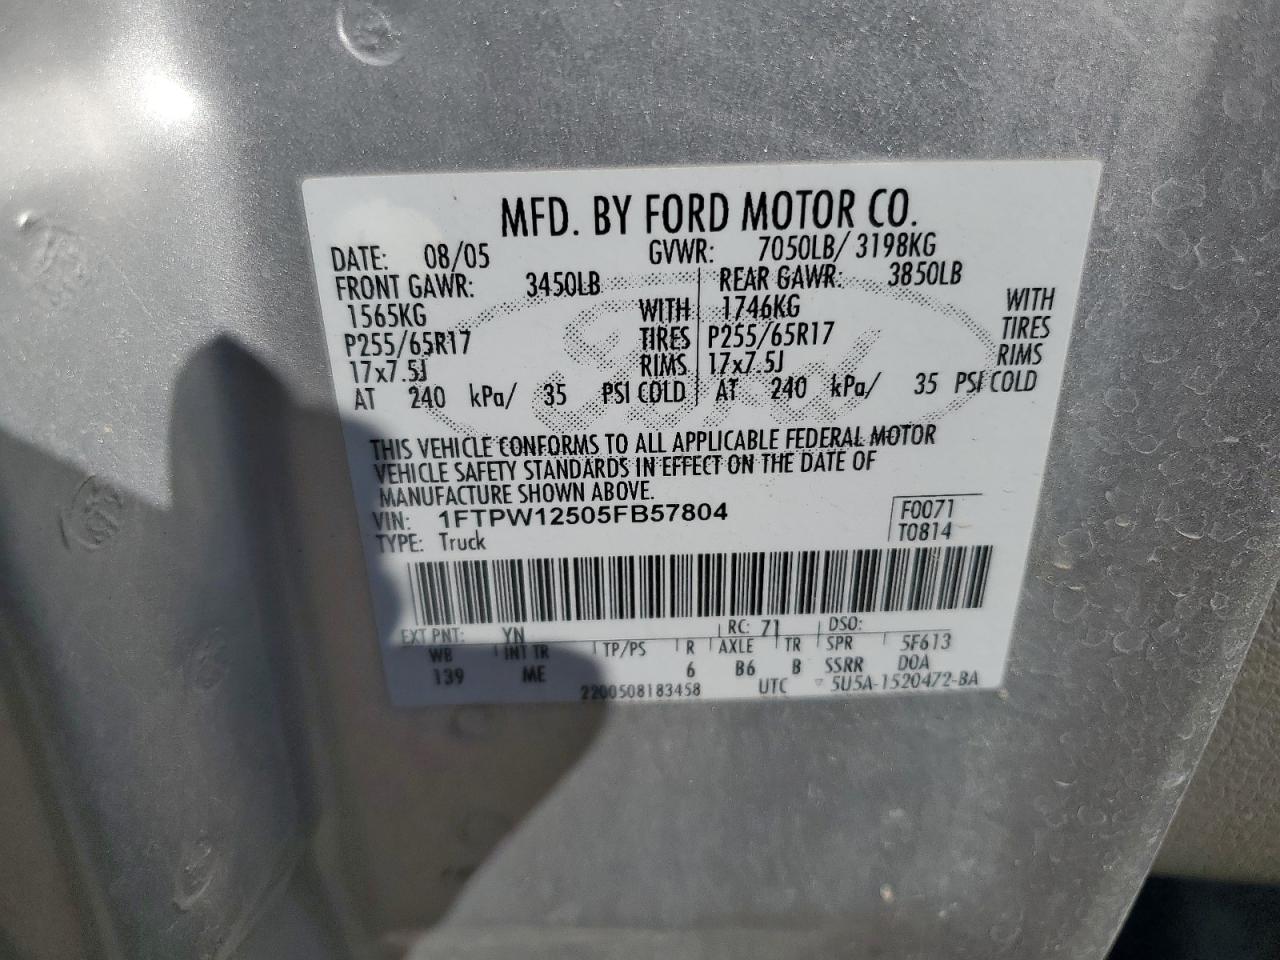 MFD. BY FORD MOTOR CO.
DATE: 08/05 GVWR: 7050LB/ 3198KG
FRONT GAWR: 3450LB REAR GAWR: 3850LB
1565KG WITH 1746KG WITH
P255/65R17 TIRES P255/65R17 TIRES
17x7.5J RIMS 17x7.5J RIMS
AT 240 kPa/ 35 PSI COLD AT 240 kPa/ 35 PSI COLD
Ford
THIS VEHICLE CONFORMS TO ALL APPLICABLE FEDERAL MOTOR
VEHICLE SAFETY STANDARDS IN EFFECT ON THE DATE OF
MANUFACTURE SHOWN ABOVE.
VIN: 1FTPW12505FB57804 F0071
TYPE: Truck T0814
EXT PNT: YN RC: 71 DSO:
WB INT TR TP/PS R AXLE TR SPR 5F613
139 ME 6 B6 B SSRR D0A
2200508183458 UTC ▽ 5U5A-1520472-BA